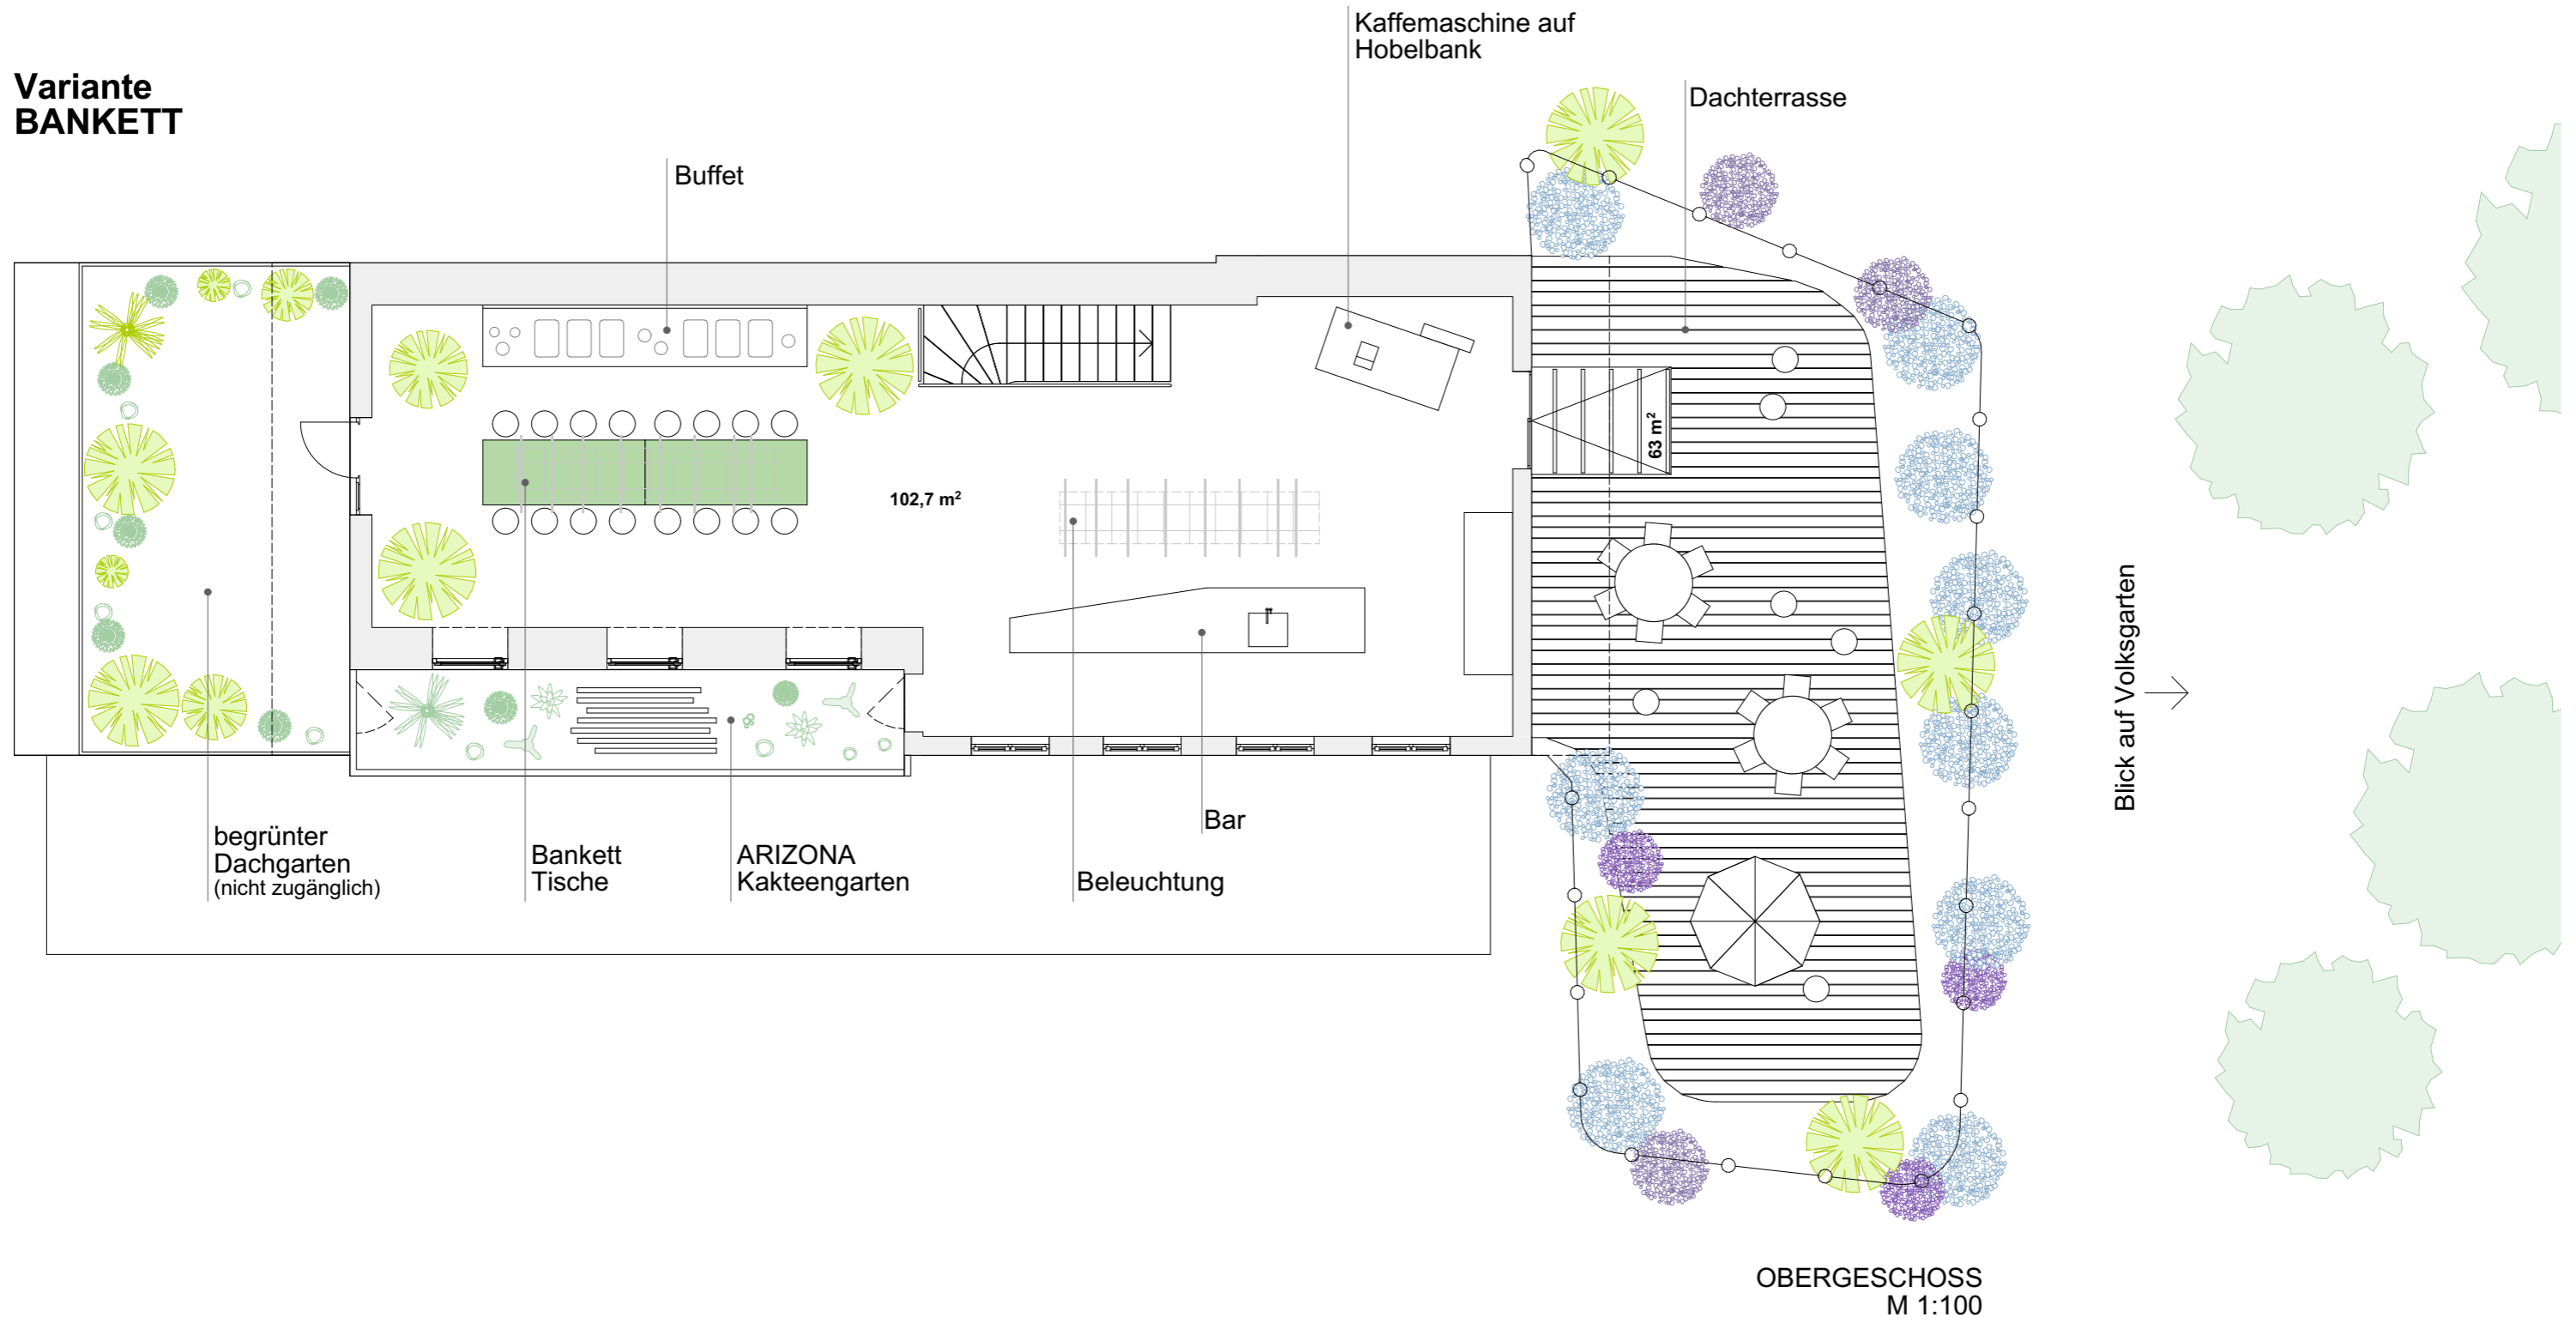 Kaffemaschine auf
Hobelbank
Variante
BANKETT
Dachterrasse
Buffet
63 m²
102,7 m²
Blick auf Volksgarten
Bar
begrünter
Dachgarten
(nicht zugänglich)
Bankett
Tische
ARIZONA
Kakteengarten
Beleuchtung
OBERGESCHOSS
M 1:100